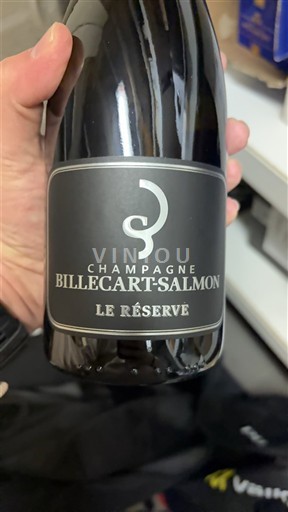 VINIOU
CHAMPAGNE
BILLECART-SALMON
LE RÉSERVE